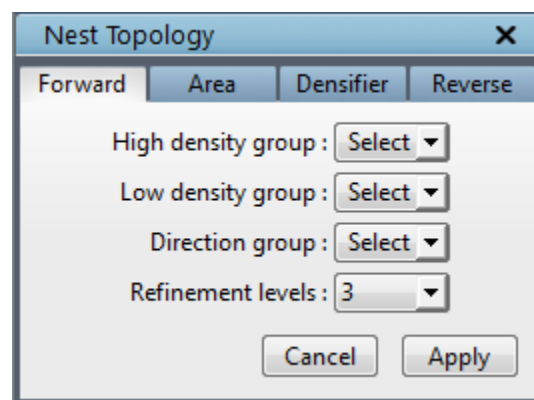 Nest Topology
Forward Area Densifier Reverse
High density group : Select
Low density group : Select
Direction group : Select
Refinement levels : 3
Cancel Apply